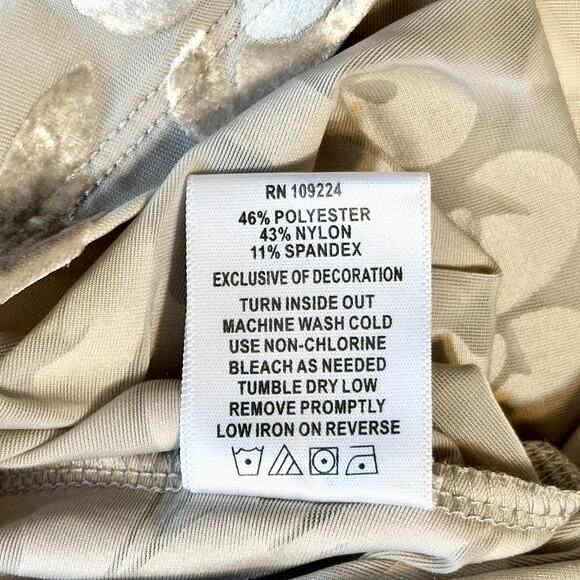 RN 109224
46% POLYESTER
43% NYLON
11% SPANDEX
EXCLUSIVE OF DECORATION
TURN INSIDE OUT
MACHINE WASH COLD
USE NON-CHLORINE
BLEACH AS NEEDED
TUMBLE DRY LOW
REMOVE PROMPTLY
LOW IRON ON REVERSE